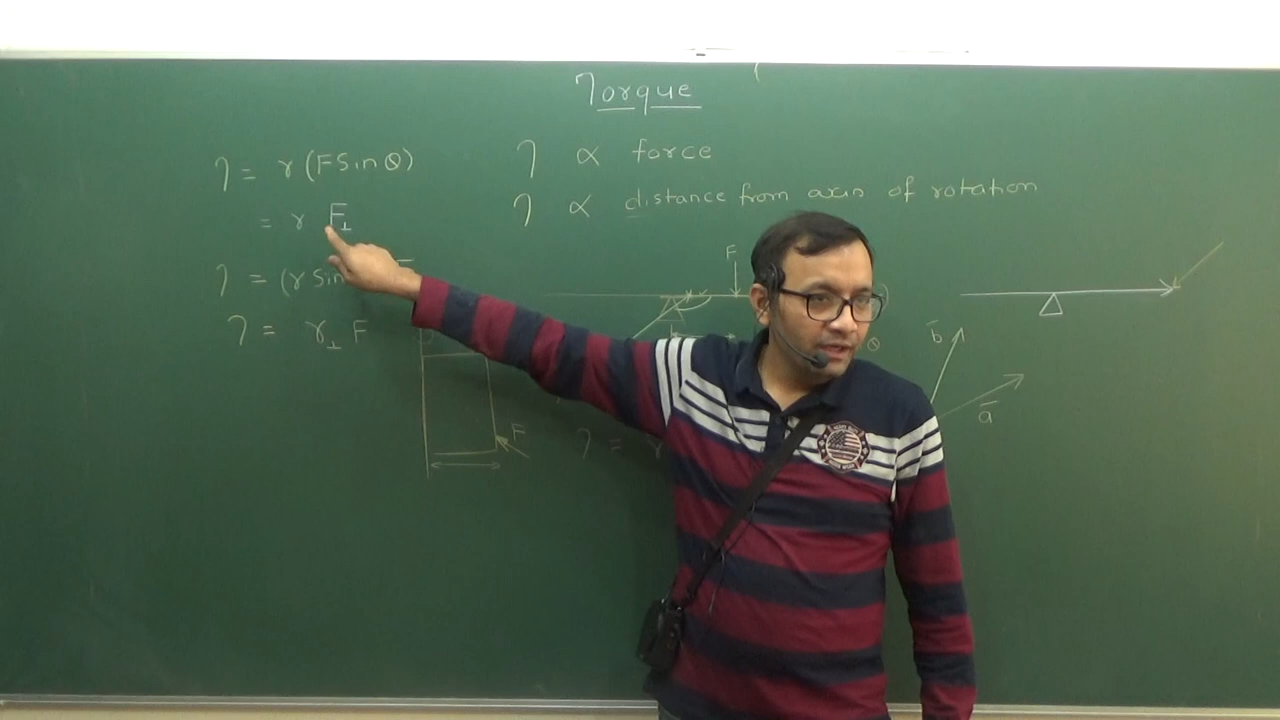 Torque
τ = r (F Sin θ)
= r F⊥
τ = (r Sin
τ = r⊥ F
τ ∝ force
τ ∝ distance from axis of rotation
F
θ
b̄
ā
F
τ = r